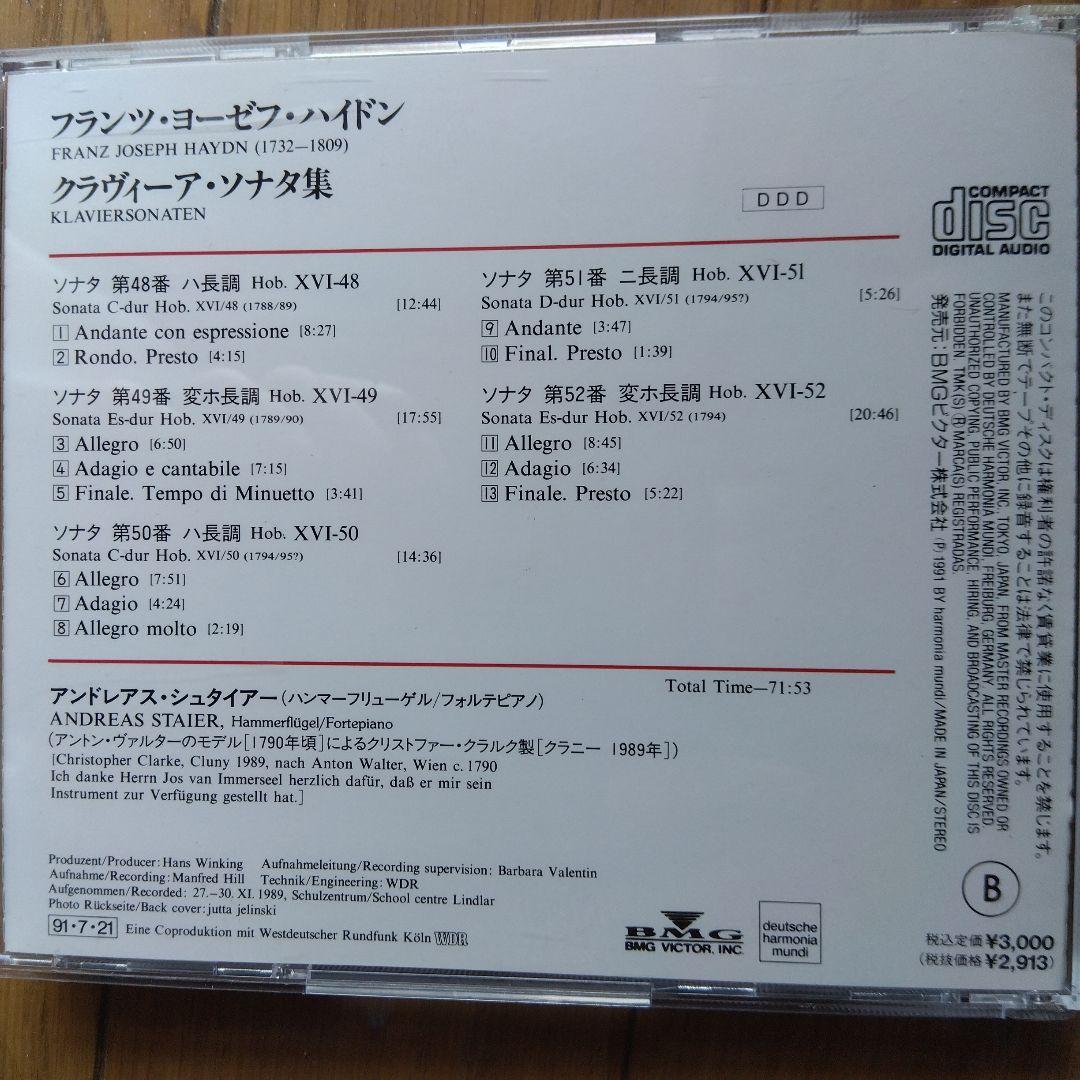 フランツ・ヨーゼフ・ハイドン
FRANZ JOSEPH HAYDN (1732—1809)
クラヴィーア・ソナタ集
KLAVIERSONATEN
DDD
COMPACT
disc
DIGITAL AUDIO
ソナタ 第48番 ハ長調 Hob. XVI-48
Sonata C-dur Hob. XVI/48 (1788/89) [12:44]
1 Andante con espressione [8:27]
2 Rondo. Presto [4:15]
ソナタ 第49番 変ホ長調 Hob. XVI-49
Sonata Es-dur Hob. XVI/49 (1789/90) [17:55]
3 Allegro [6:50]
4 Adagio e cantabile [7:15]
5 Finale. Tempo di Minuetto [3:41]
ソナタ 第50番 ハ長調 Hob. XVI-50
Sonata C-dur Hob. XVI/50 (1794/95?) [14:36]
6 Allegro [7:51]
7 Adagio [4:24]
8 Allegro molto [2:19]
ソナタ 第51番 ニ長調 Hob. XVI-51
Sonata D-dur Hob. XVI/51 (1794/95?) [5:26]
9 Andante [3:47]
10 Final. Presto [1:39]
ソナタ 第52番 変ホ長調 Hob. XVI-52
Sonata Es-dur Hob. XVI/52 (1794) [20:46]
11 Allegro [8:45]
12 Adagio [6:34]
13 Finale. Presto [5:22]
Total Time—71:53
アンドレアス・シュタイアー(ハンマーフリューゲル/フォルテピアノ)
ANDREAS STAIER, Hammerflügel/Fortepiano
(アントン・ヴァルターのモデル[1790年頃]によるクリストファー・クラルク製[クラニー 1989年])
[Christopher Clarke, Cluny 1989, nach Anton Walter, Wien c. 1790
Ich danke Herrn Jos van Immerseel herzlich dafür, daß er mir sein
Instrument zur Verfügung gestellt hat.]
Produzent/Producer: Hans Winking Aufnahmeleitung/Recording supervision: Barbara Valentin
Aufnahme/Recording: Manfred Hill Technik/Engineering: WDR
Aufgenommen/Recorded: 27.–30. XI. 1989, Schulzentrum/School centre Lindlar
Photo Rückseite/Back cover: jutta jelinski
91・7・21 Eine Coproduktion mit Westdeutscher Rundfunk Köln WDR
BMG
BMG VICTOR, INC.
deutsche
harmonia
mundi
このコンパクト・ディスクは権利者の許諾なく賃貸業に使用することを禁じます。
また無断でテープその他に録音することは法律で禁じられています。
MANUFACTURED BY BMG VICTOR, INC. TOKYO, JAPAN, FROM MASTER RECORDINGS OWNED OR
CONTROLLED BY DEUTSCHE HARMONIA MUNDI, FREIBURG, GERMANY. ALL RIGHTS RESERVED.
UNAUTHORIZED COPYING, PUBLIC PERFORMANCE, HIRING, AND BROADCASTING OF THIS DISC IS
FORBIDDEN. TMK(S) ® MARCA(S) REGISTRADAS.
発売元:BMGビクター株式会社 (P)1991 BY harmonia mundi/MADE IN JAPAN/STEREO
B
税込定価¥3,000
(税抜価格¥2,913)